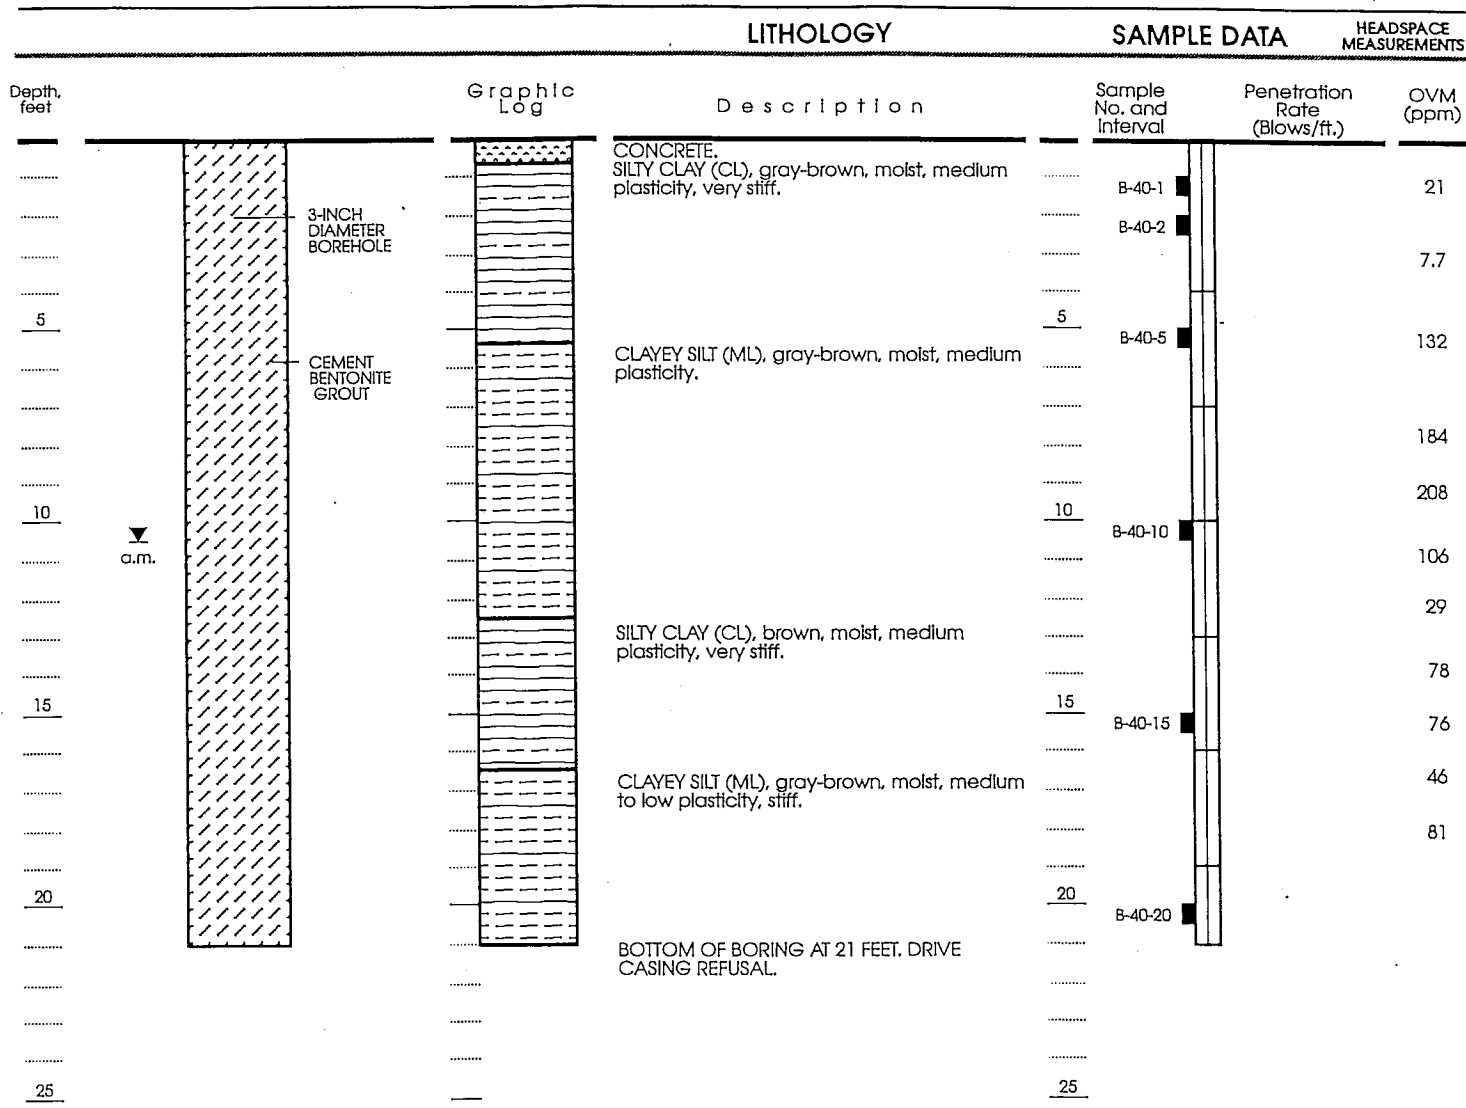 LITHOLOGY
SAMPLE DATA
HEADSPACE
MEASUREMENTS
Depth,
feet
Graphic
Log
Description
Sample
No. and
Interval
Penetration
Rate
(Blows/ft.)
OVM
(ppm)
CONCRETE.
SILTY CLAY (CL), gray-brown, moist, medium
plasticity, very stiff.
B-40-1
21
3-INCH
DIAMETER
BOREHOLE
B-40-2
7.7
5
5
B-40-5
132
CEMENT
BENTONITE
GROUT
CLAYEY SILT (ML), gray-brown, moist, medium
plasticity.
184
208
10
10
a.m.
B-40-10
106
29
SILTY CLAY (CL), brown, moist, medium
plasticity, very stiff.
78
15
15
B-40-15
76
CLAYEY SILT (ML), gray-brown, moist, medium
to low plasticity, stiff.
46
81
20
20
B-40-20
BOTTOM OF BORING AT 21 FEET. DRIVE
CASING REFUSAL.
25
25